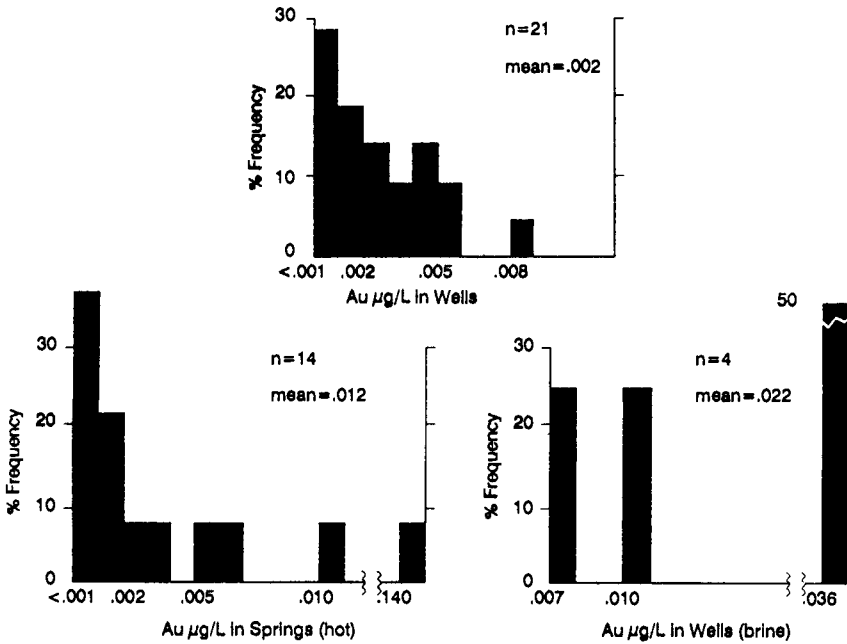 30
n=21
mean=.002
20
% Frequency
10
0
<.001 .002 .005 .008
Au µg/L in Wells
30
n=14
mean=.012
20
% Frequency
10
0
<.001 .002 .005 .010 .140
Au µg/L in Springs (hot)
50
30
n=4
mean=.022
20
% Frequency
10
0
.007 .010 .036
Au µg/L in Wells (brine)